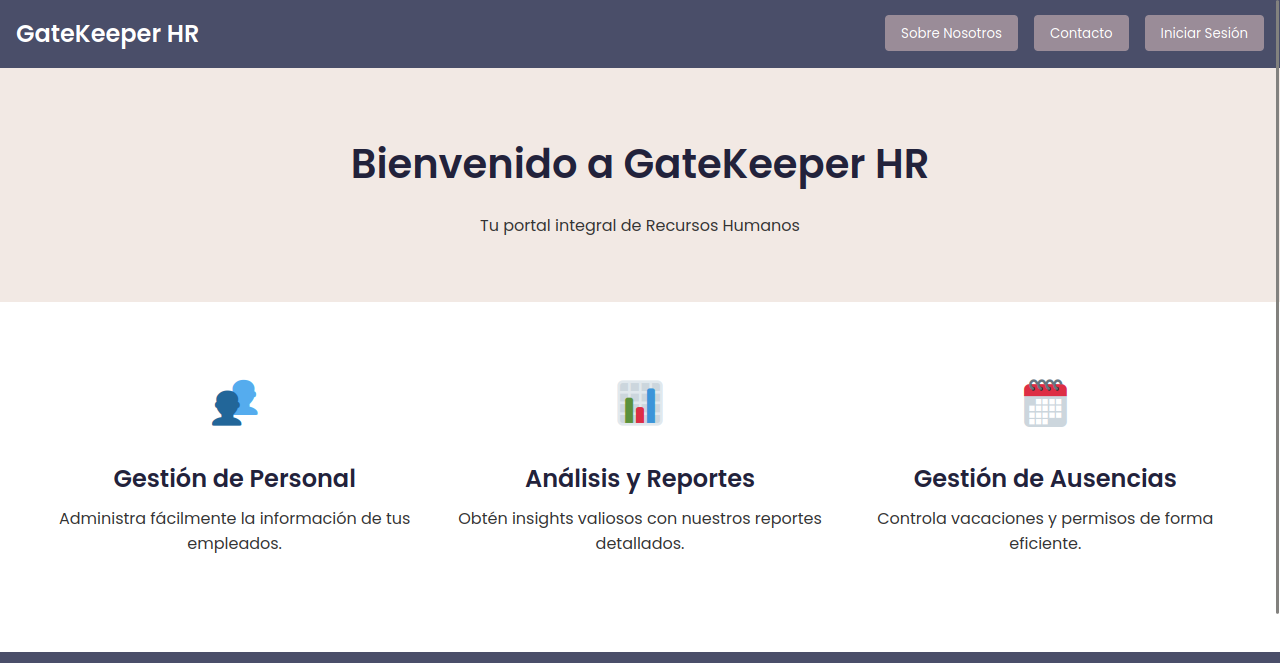 GateKeeper HR
Sobre Nosotros
Contacto
Iniciar Sesión
Bienvenido a GateKeeper HR
Tu portal integral de Recursos Humanos
Gestión de Personal
Administra fácilmente la información de tus
empleados.
Análisis y Reportes
Obtén insights valiosos con nuestros reportes
detallados.
Gestión de Ausencias
Controla vacaciones y permisos de forma
eficiente.